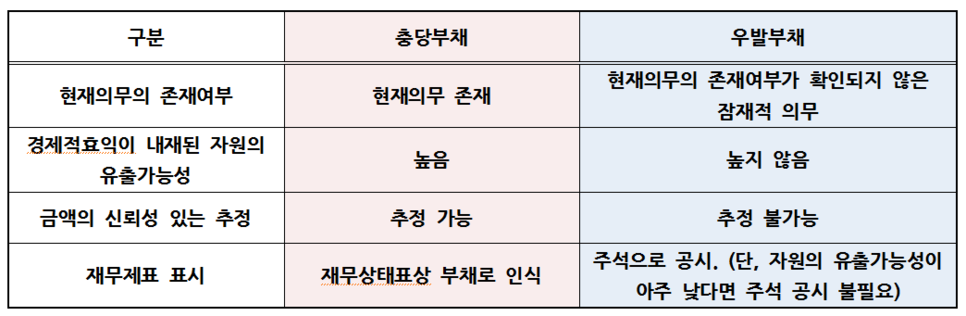 구분 충당부채 우발부채
현재의무의 존재여부 현재의무 존재 현재의무의 존재여부가 확인되지 않은
잠재적 의무
경제적효익이 내재된 자원의
유출가능성 높음 높지 않음
금액의 신뢰성 있는 추정 추정 가능 추정 불가능
재무제표 표시 재무상태표상 부채로 인식 주석으로 공시. (단, 자원의 유출가능성이
아주 낮다면 주석 공시 불필요)